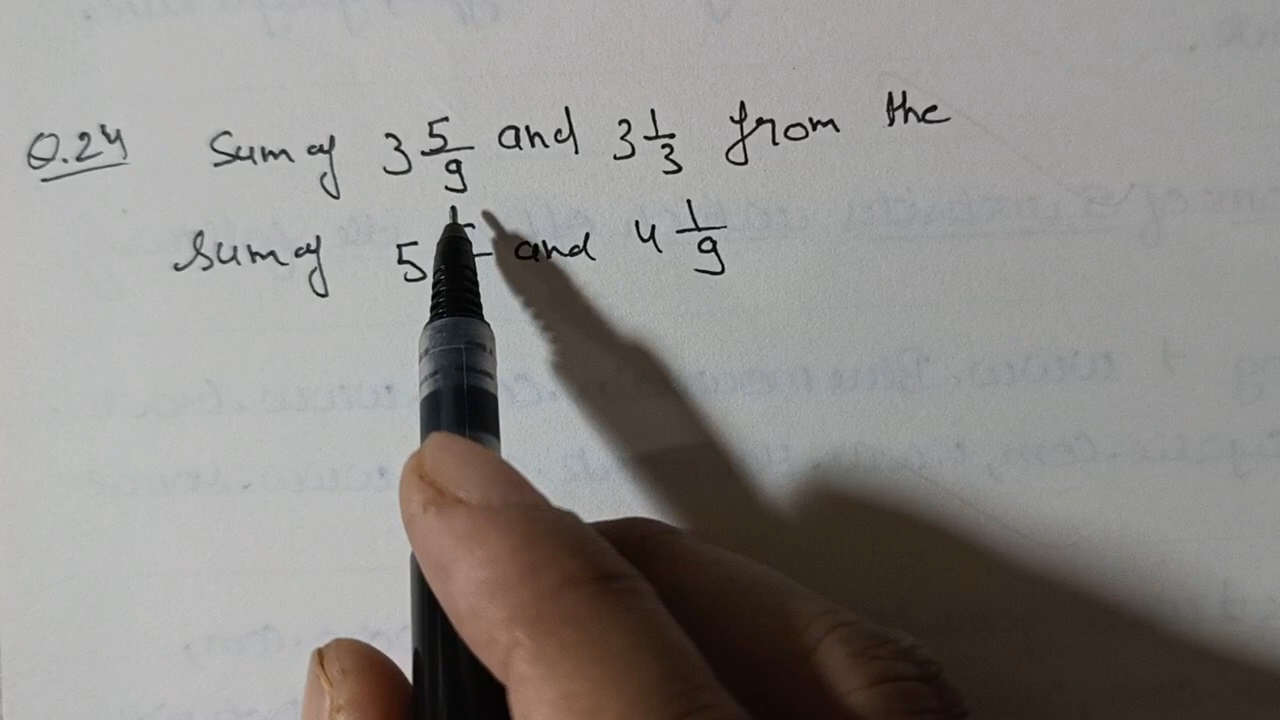 Q.24 Sum of 3 5/9 and 3 1/3 from the
Sum of 5 and 4 1/9